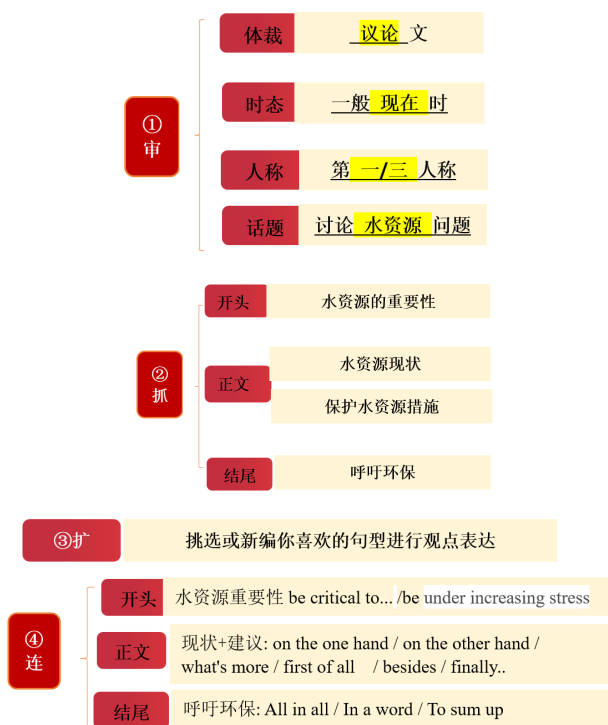 ①
审
体裁 议论 文
时态 一般 现在 时
人称 第 一/三 人称
话题 讨论 水资源 问题
②
抓
开头 水资源的重要性
正文 水资源现状
保护水资源措施
结尾 呼吁环保
③扩 挑选或新编你喜欢的句型进行观点表达
④
连
开头 水资源重要性 be critical to... /be under increasing stress
正文 现状+建议: on the one hand / on the other hand /
what's more / first of all / besides / finally..
结尾 呼吁环保: All in all / In a word / To sum up